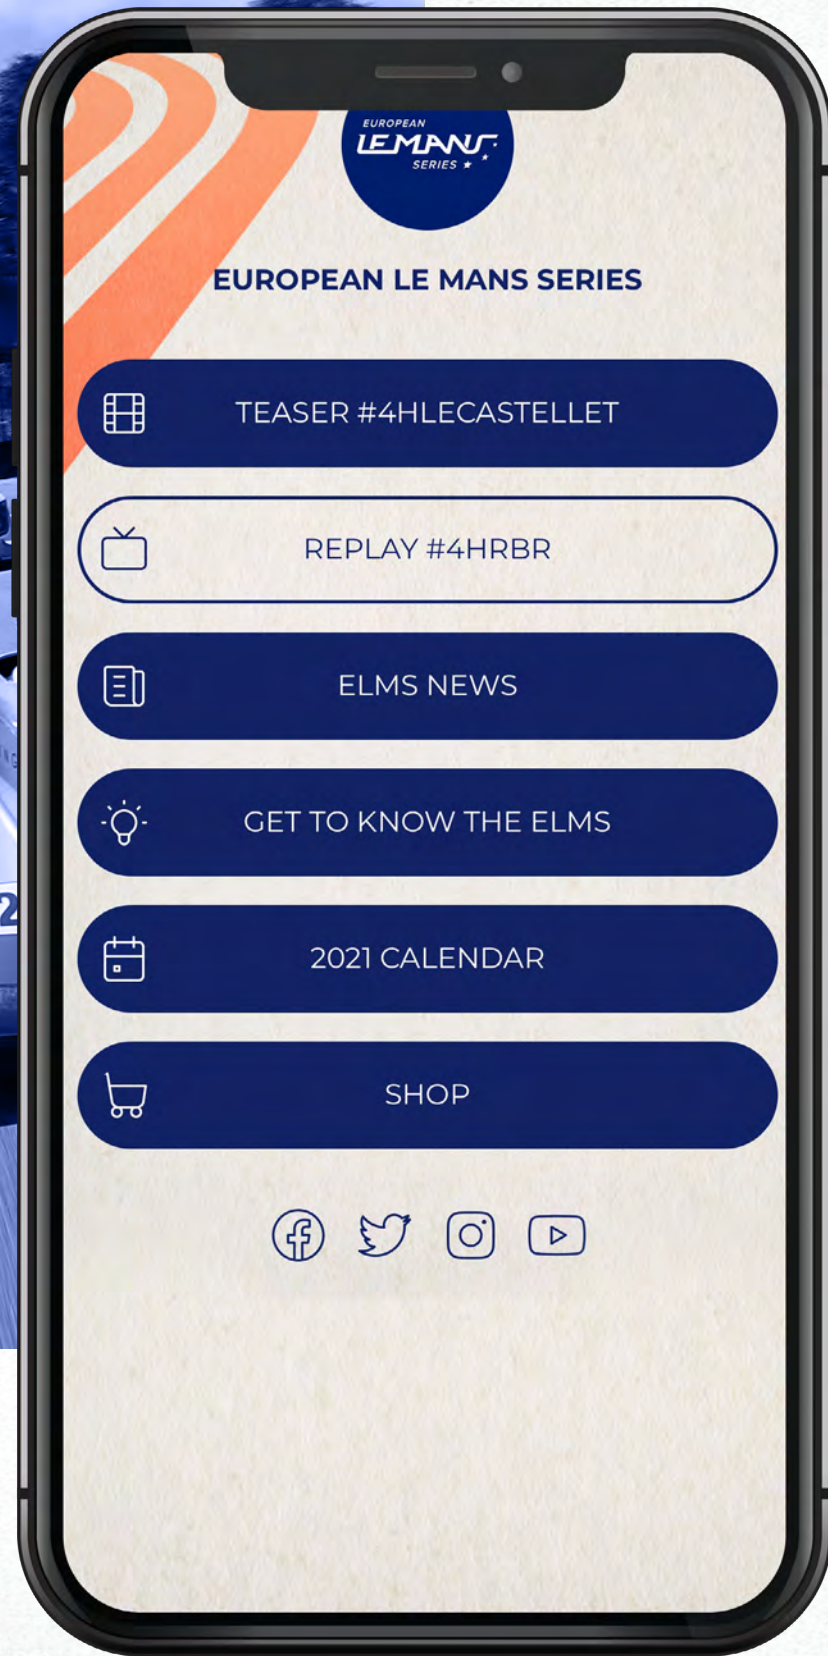 EUROPEAN
LEMANS
SERIES
EUROPEAN LE MANS SERIES
TEASER #4HLECASTELLET
REPLAY #4HRBR
ELMS NEWS
GET TO KNOW THE ELMS
2021 CALENDAR
SHOP
2